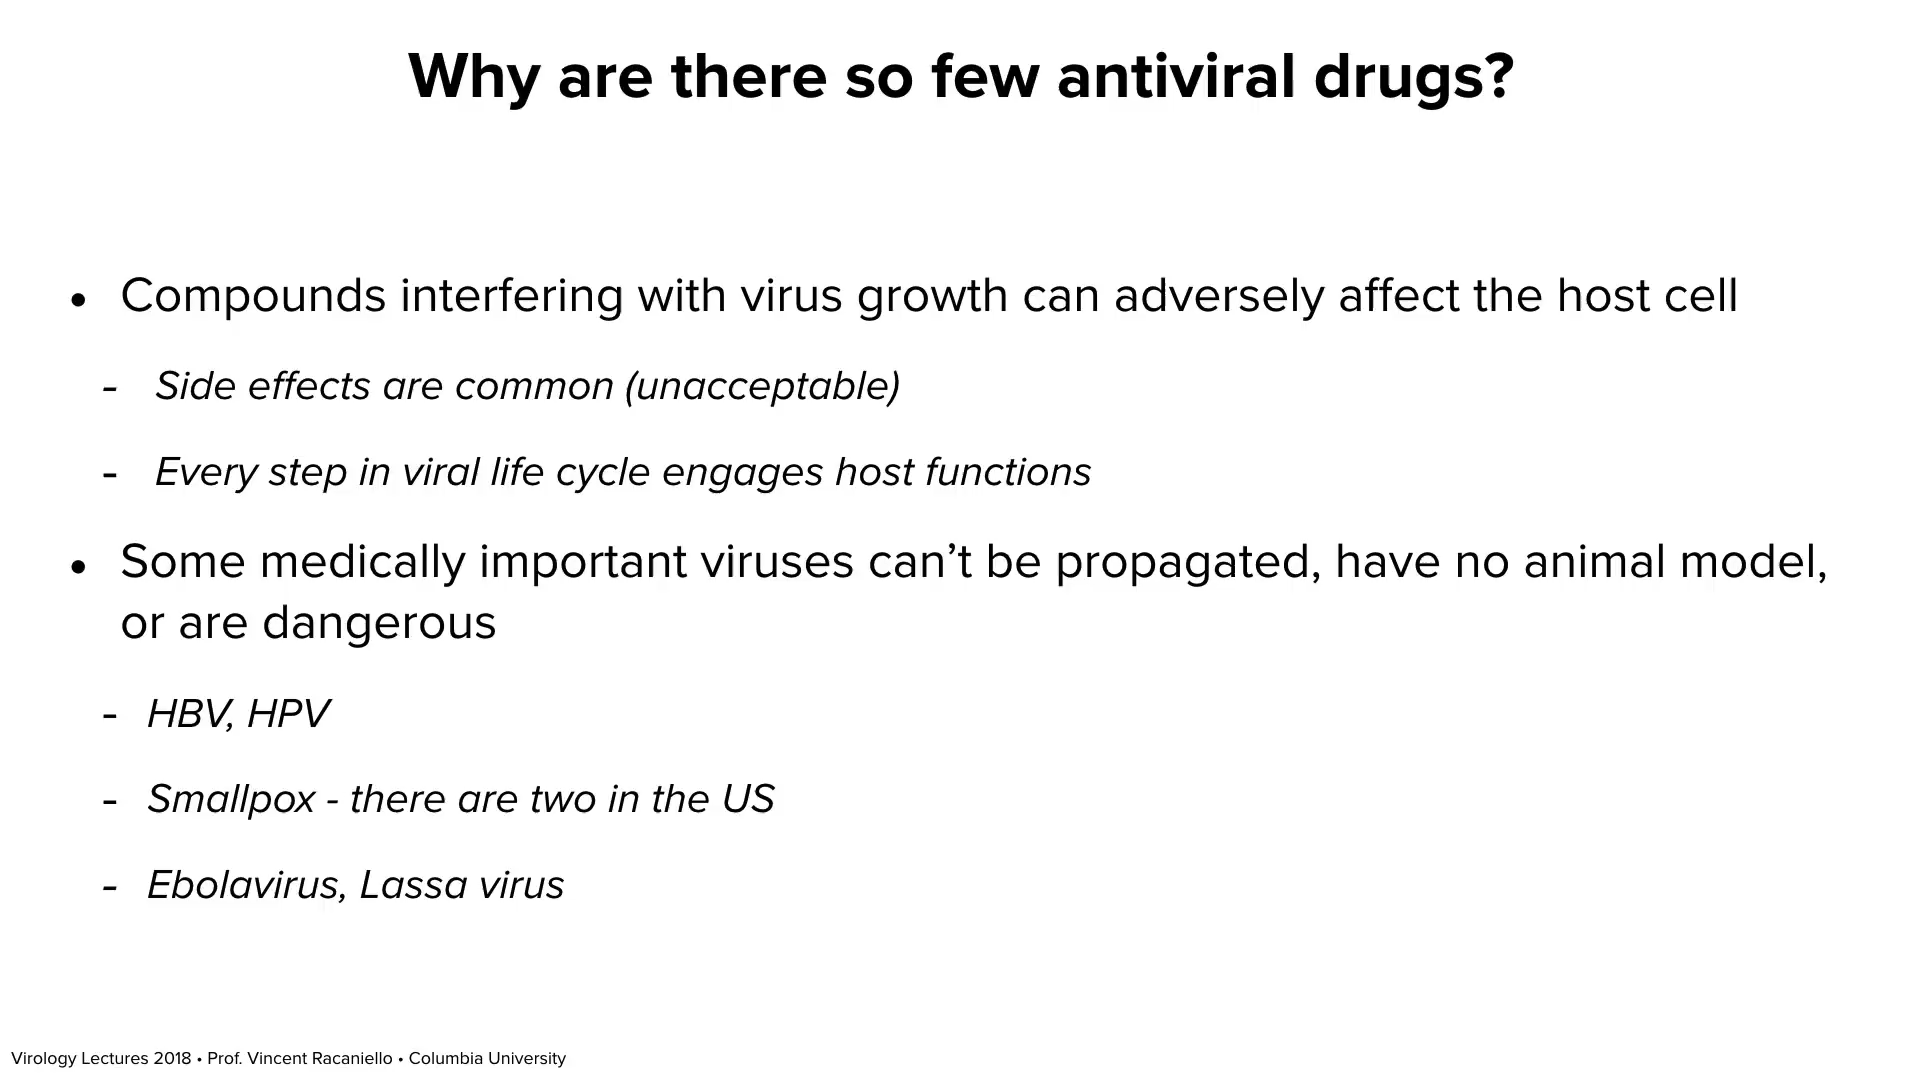 Why are there so few antiviral drugs?
• Compounds interfering with virus growth can adversely affect the host cell
- Side effects are common (unacceptable)
- Every step in viral life cycle engages host functions
• Some medically important viruses can’t be propagated, have no animal model,
or are dangerous
- HBV, HPV
- Smallpox - there are two in the US
- Ebolavirus, Lassa virus
Virology Lectures 2018 • Prof. Vincent Racaniello • Columbia University